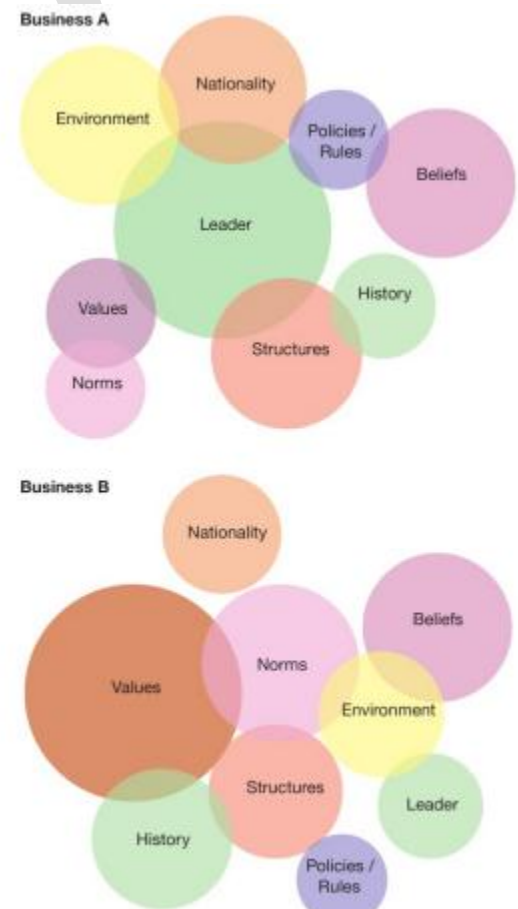 Business A
Nationality
Environment
Policies /
Rules
Beliefs
Leader
History
Values
Structures
Norms
Business B
Nationality
Beliefs
Norms
Values
Environment
Structures
Leader
History
Policies /
Rules